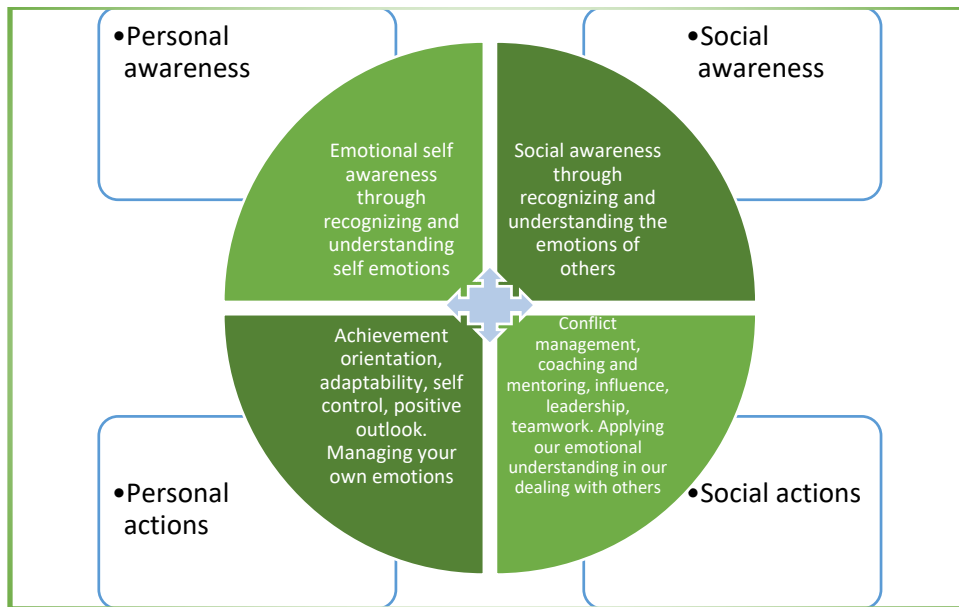 •Personal
awareness
•Social
awareness
Emotional self
awareness
through
recognizing and
understanding
self emotions
Social awareness
through
recognizing and
understanding the
emotions of
others
Achievement
orientation,
adaptability, self
control, positive
outlook.
Managing your
own emotions
Conflict
management,
coaching and
mentoring, influence,
leadership,
teamwork. Applying
our emotional
understanding in our
dealing with others
•Personal
actions
•Social actions